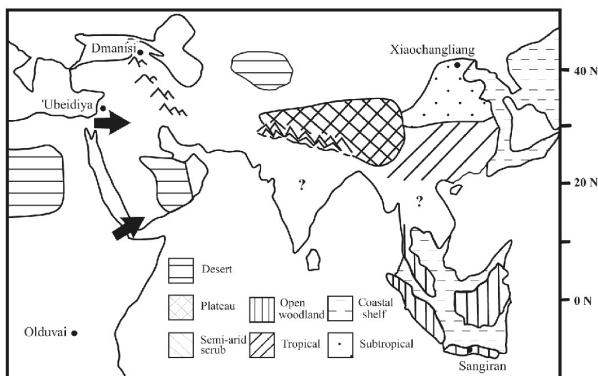 Dmanisi
Xiaochangliang
40 N
'Ubeidiya
?
?
20 N
Desert
Plateau
Open
woodland
Coastal
shelf
0 N
Olduvai
Semi-arid
scrub
Tropical
Subtropical
Sangiran